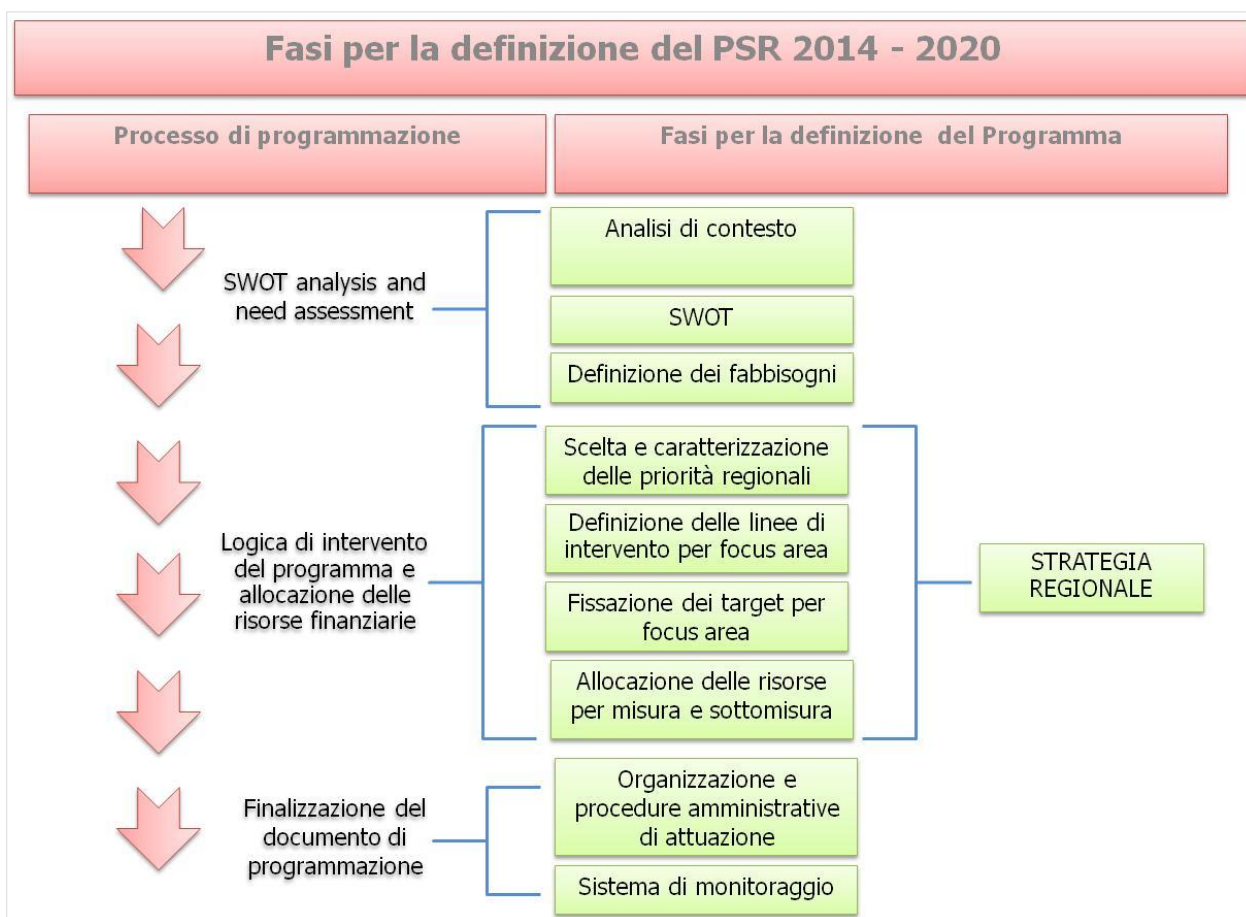 Fasi per la definizione del PSR 2014 - 2020
Processo di programmazione
Fasi per la definizione del Programma
SWOT analysis and
need assessment
Analisi di contesto
SWOT
Definizione dei fabbisogni
Logica di intervento
del programma e
allocazione delle
risorse finanziarie
Scelta e caratterizzazione
delle priorità regionali
Definizione delle linee di
intervento per focus area
Fissazione dei target per
focus area
Allocazione delle risorse
per misura e sottomisura
STRATEGIA
REGIONALE
Finalizzazione del
documento di
programmazione
Organizzazione e
procedure amministrative
di attuazione
Sistema di monitoraggio